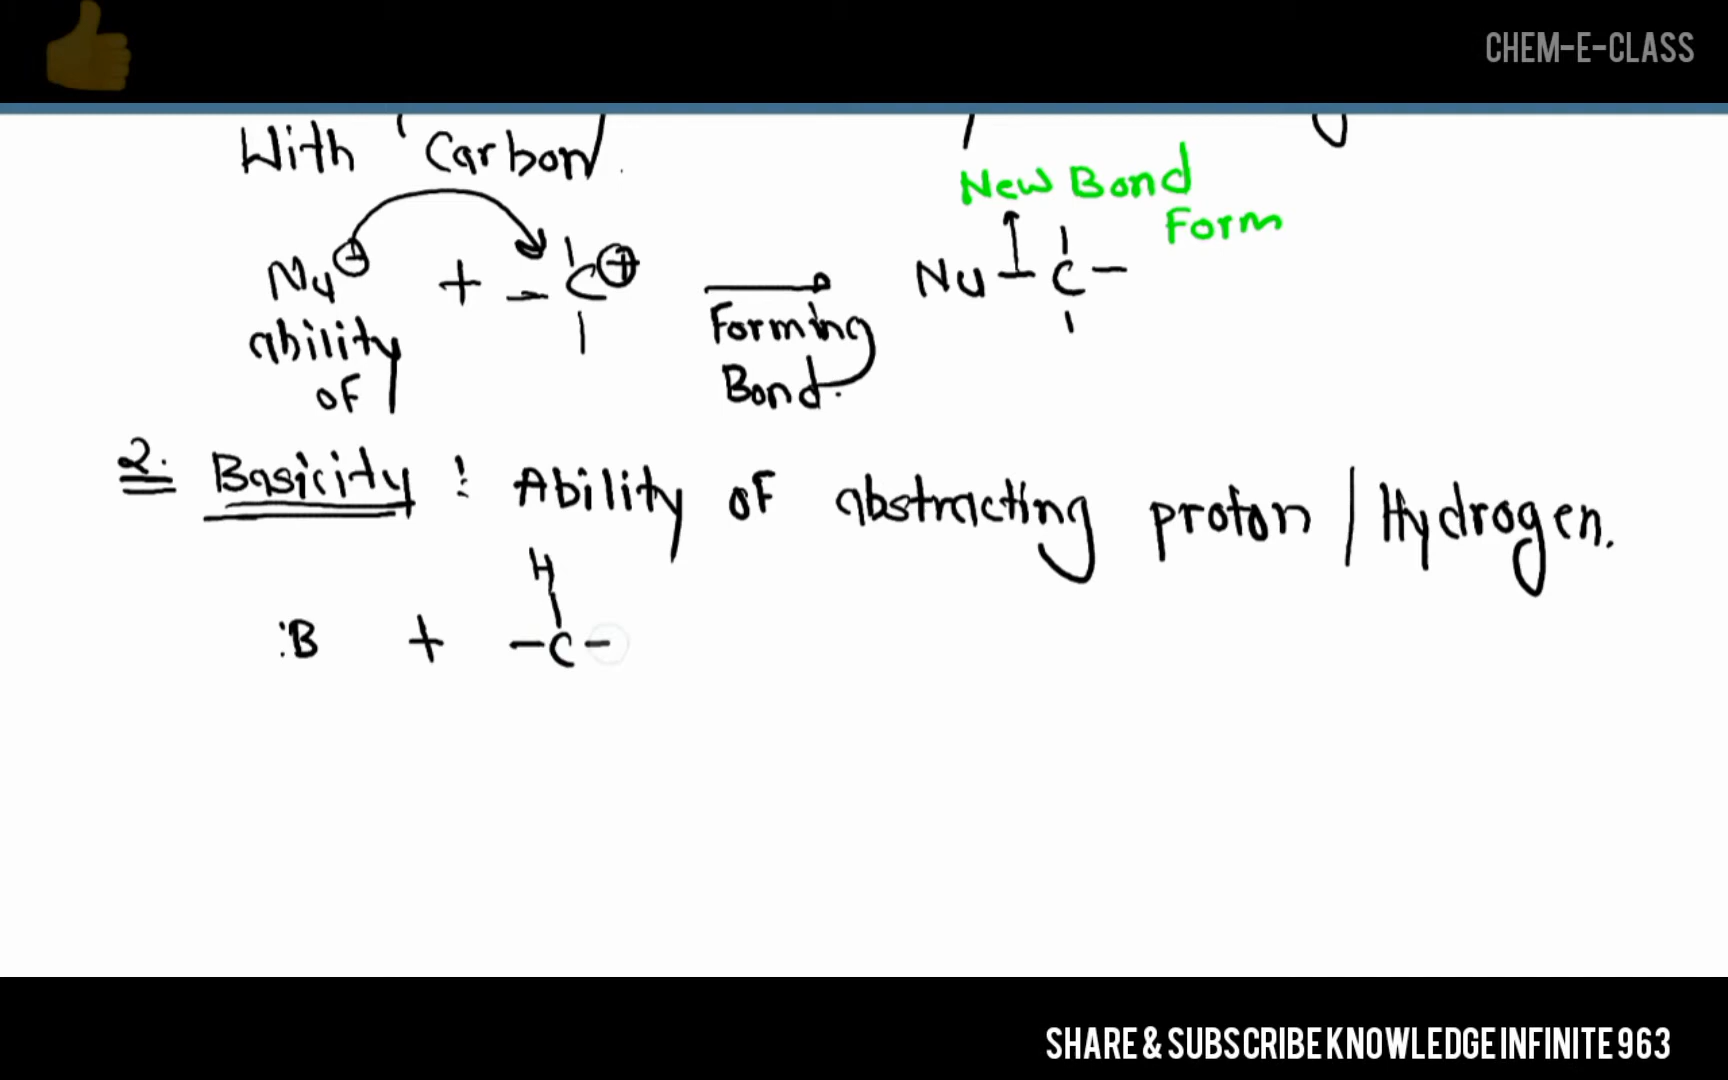 CHEM-E-CLASS
With Carbon.
New Bond
Form
Nu + -C+ Nu-C-
ability
of
Forming
Bond.
2. Basicity : Ability of abstracting proton / Hydrogen.
H
:B + -C-
SHARE & SUBSCRIBE KNOWLEDGE INFINITE 963